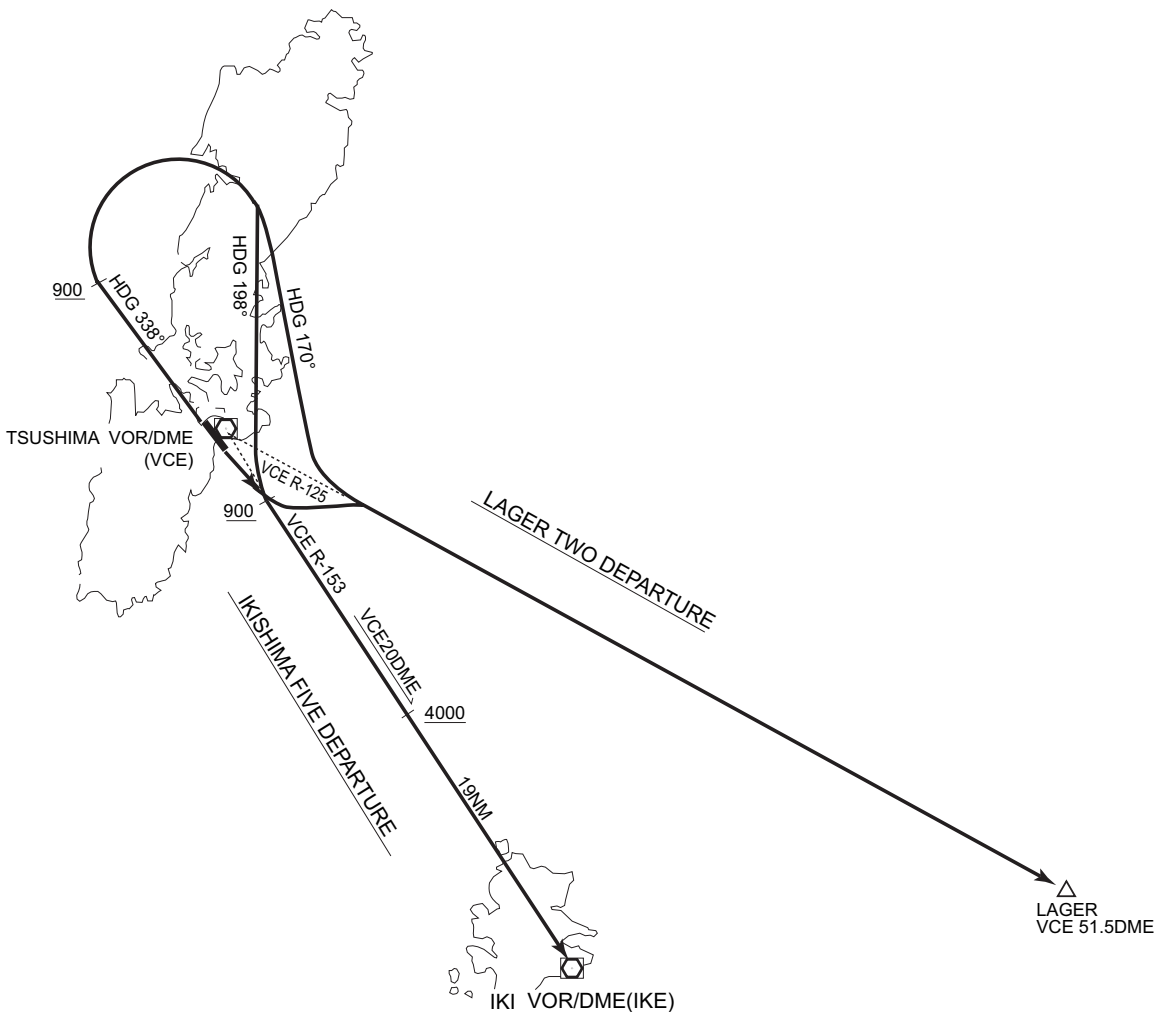 900
HDG 338°
HDG 198°
HDG 170°
TSUSHIMA VOR/DME
(VCE)
VCE R-125
900
VCE R-153
LAGER TWO DEPARTURE
IKISHIMA FIVE DEPARTURE
VCE20DME
4000
19NM
LAGER
VCE 51.5DME
IKI VOR/DME(IKE)